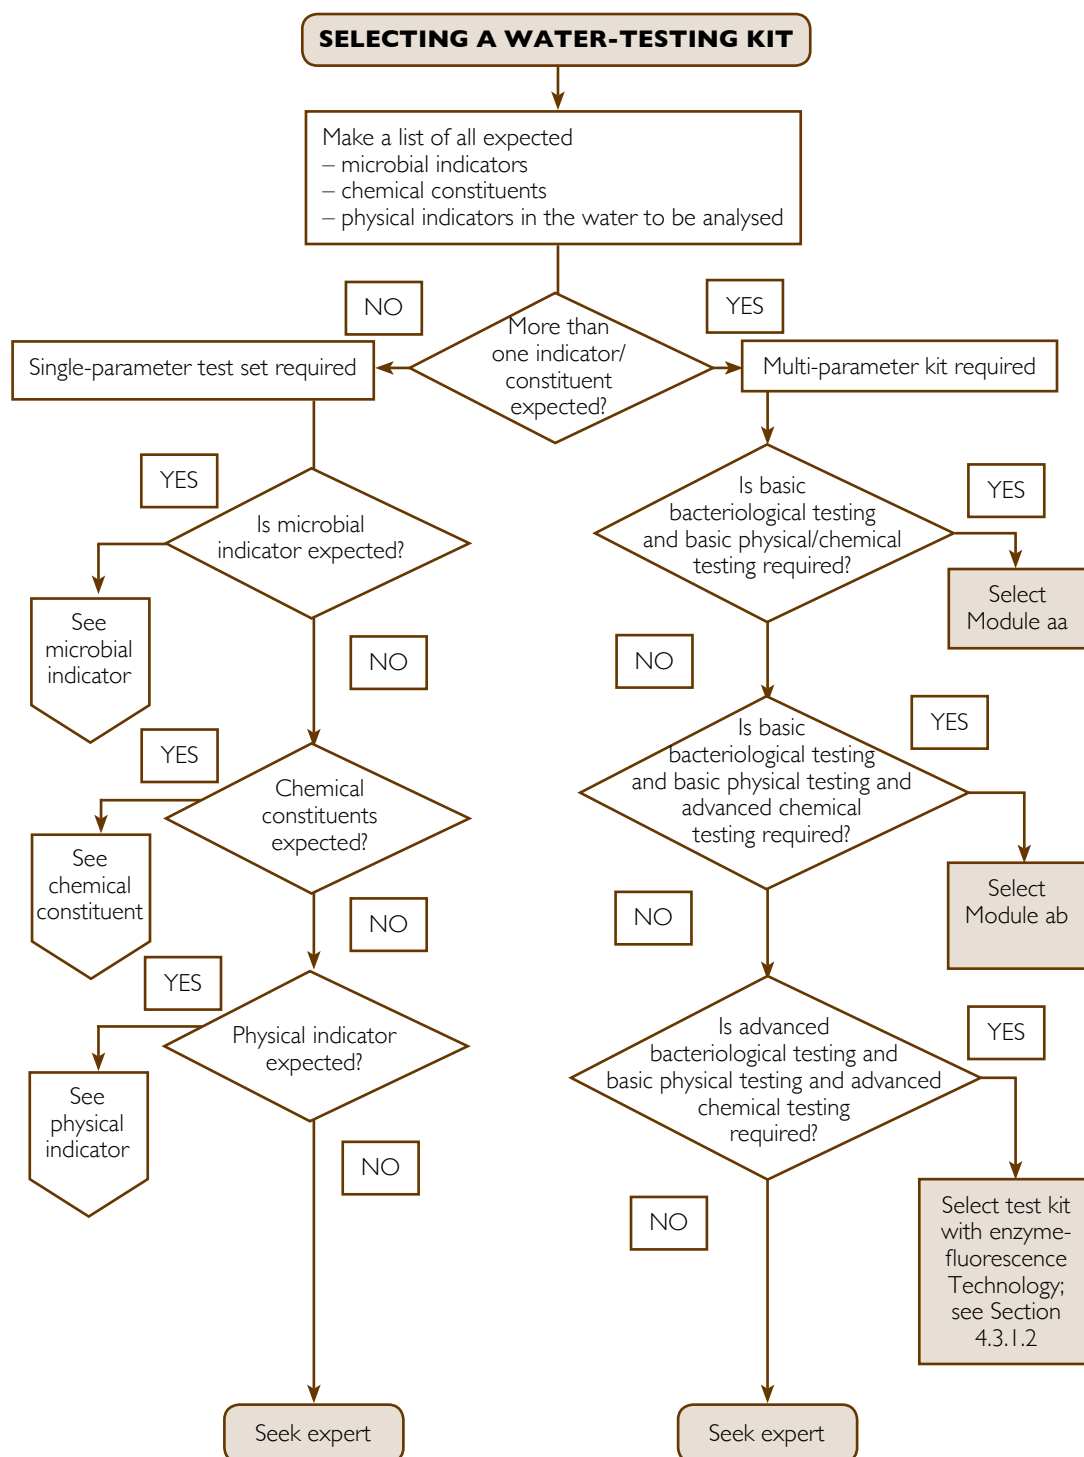 SELECTING A WATER-TESTING KIT
Make a list of all expected
– microbial indicators
– chemical constituents
– physical indicators in the water to be analysed
NO
YES
More than
one indicator/
constituent
expected?
Single-parameter test set required
Multi-parameter kit required
YES
Is microbial
indicator expected?
See
microbial
indicator
NO
YES
Chemical
constituents
expected?
See
chemical
constituent
NO
YES
Physical indicator
expected?
See
physical
indicator
NO
Seek expert
Is basic
bacteriological testing
and basic physical/chemical
testing required?
YES
Select
Module aa
NO
Is basic
bacteriological testing
and basic physical testing and
advanced chemical
testing required?
YES
Select
Module ab
NO
Is advanced
bacteriological testing and
basic physical testing and advanced
chemical testing
required?
YES
Select test kit
with enzyme-
fluorescence
Technology;
see Section
4.3.1.2
NO
Seek expert